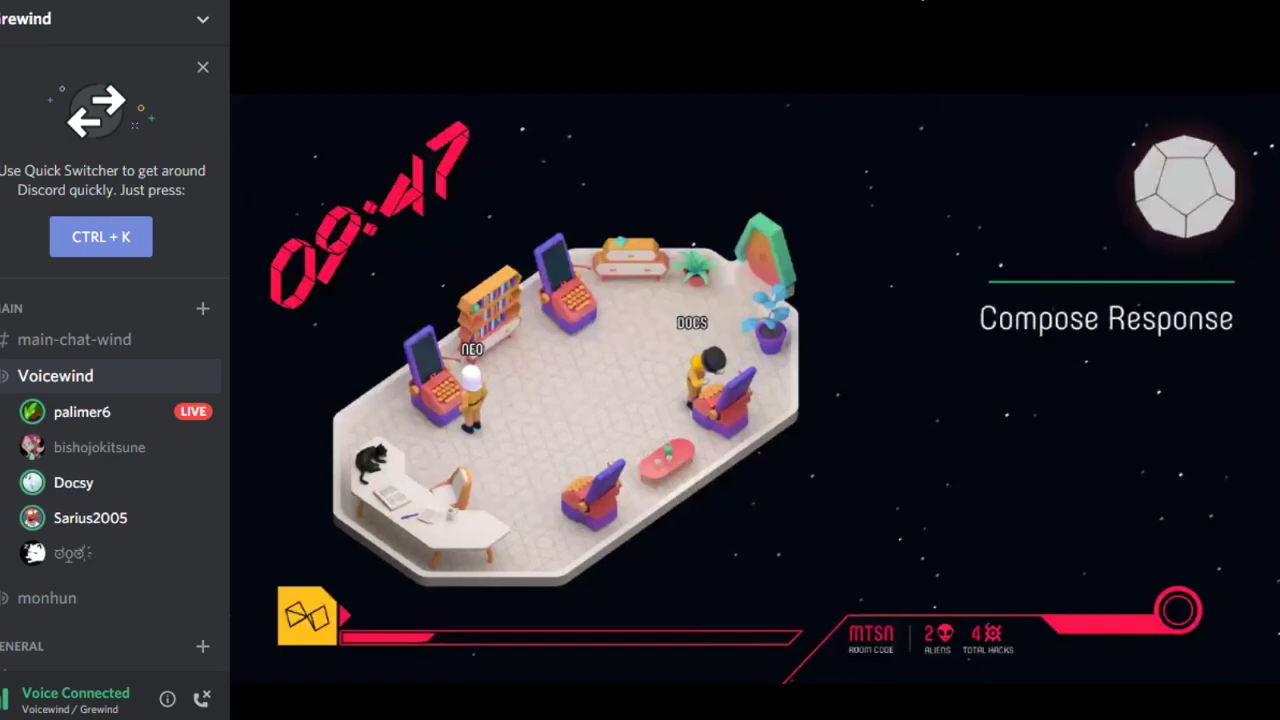 rewind
Use Quick Switcher to get around
Discord quickly. Just press:
CTRL + K
AIN
main-chat-wind
Voicewind
palimer6 LIVE
bishojokitsune
Docsy
Sarius2005
monhun
ENERAL
Voice Connected
Voicewind / Grewind
09:47
NEO
DOCS
Compose Response
MTSN
ROOM CODE
2
ALIENS
4
TOTAL HACKS